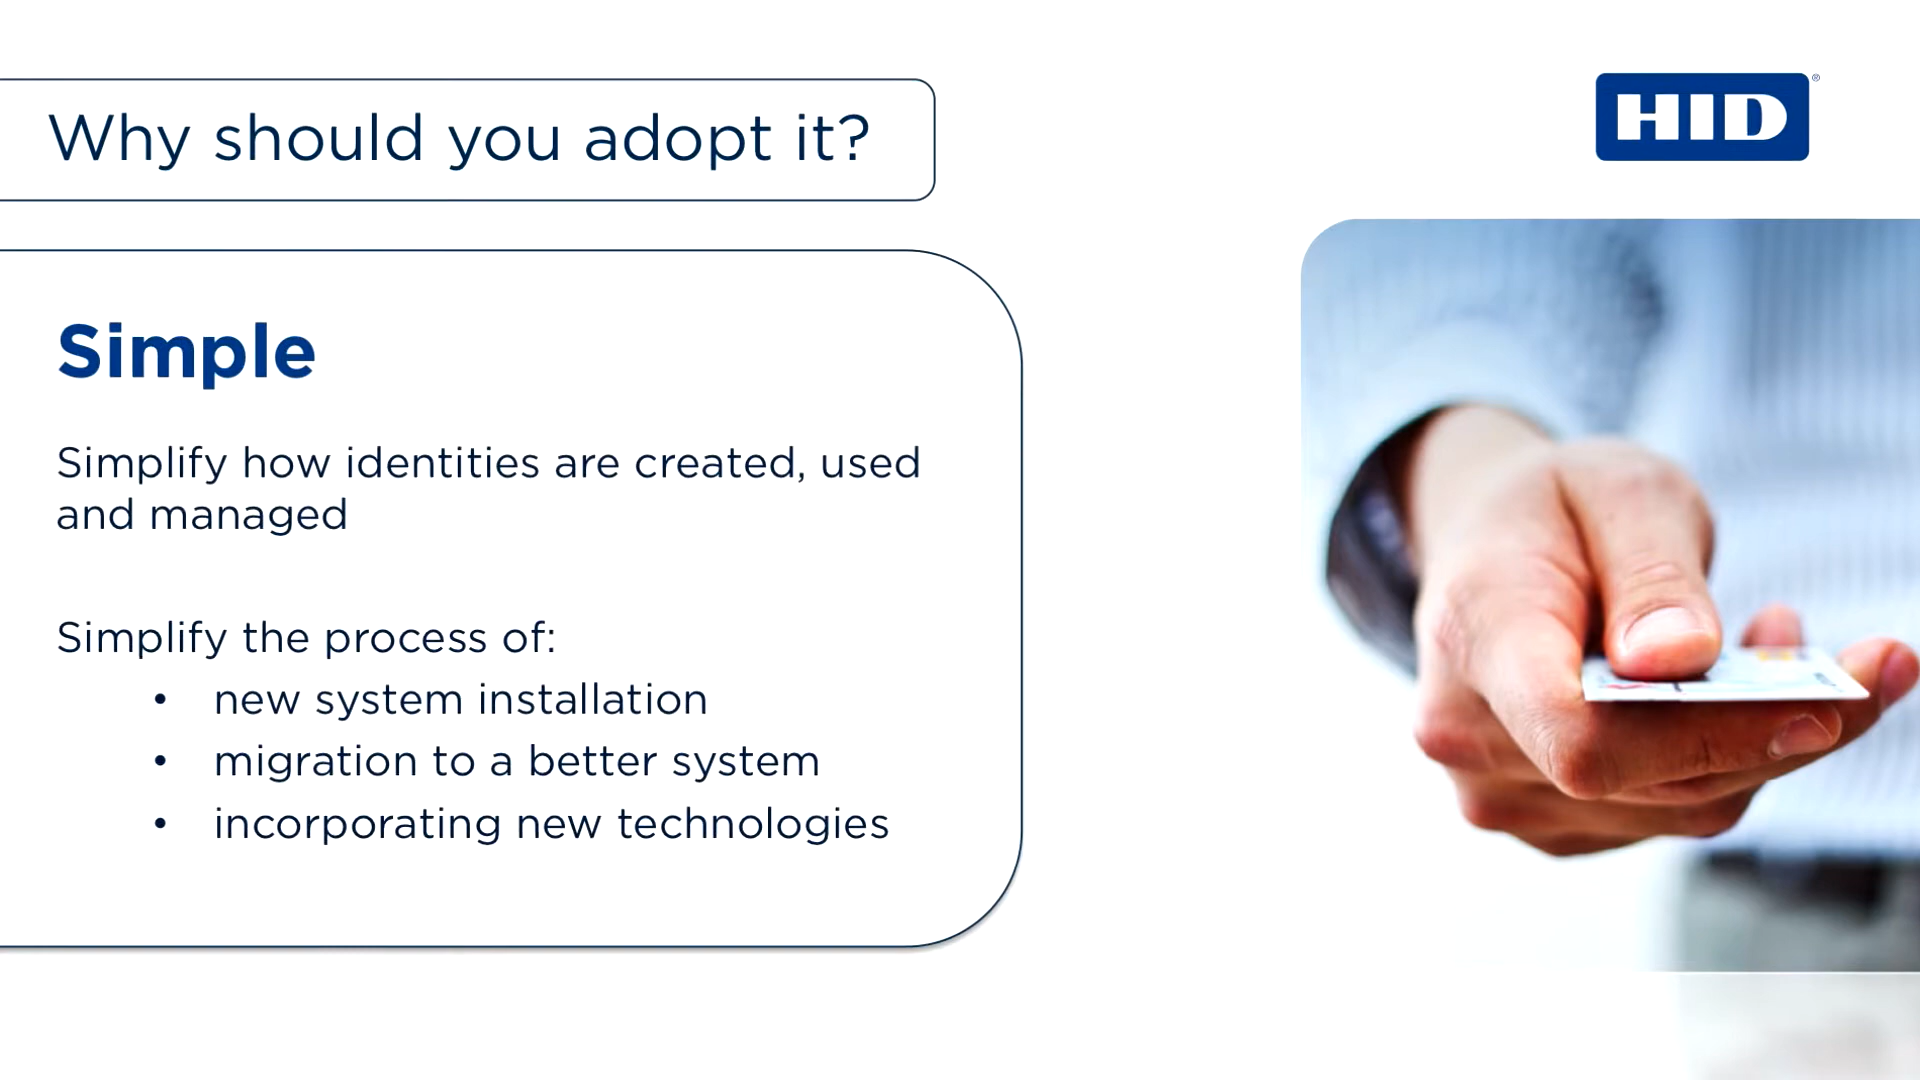 Why should you adopt it?
HID®
Simple
Simplify how identities are created, used
and managed
Simplify the process of:
• new system installation
• migration to a better system
• incorporating new technologies